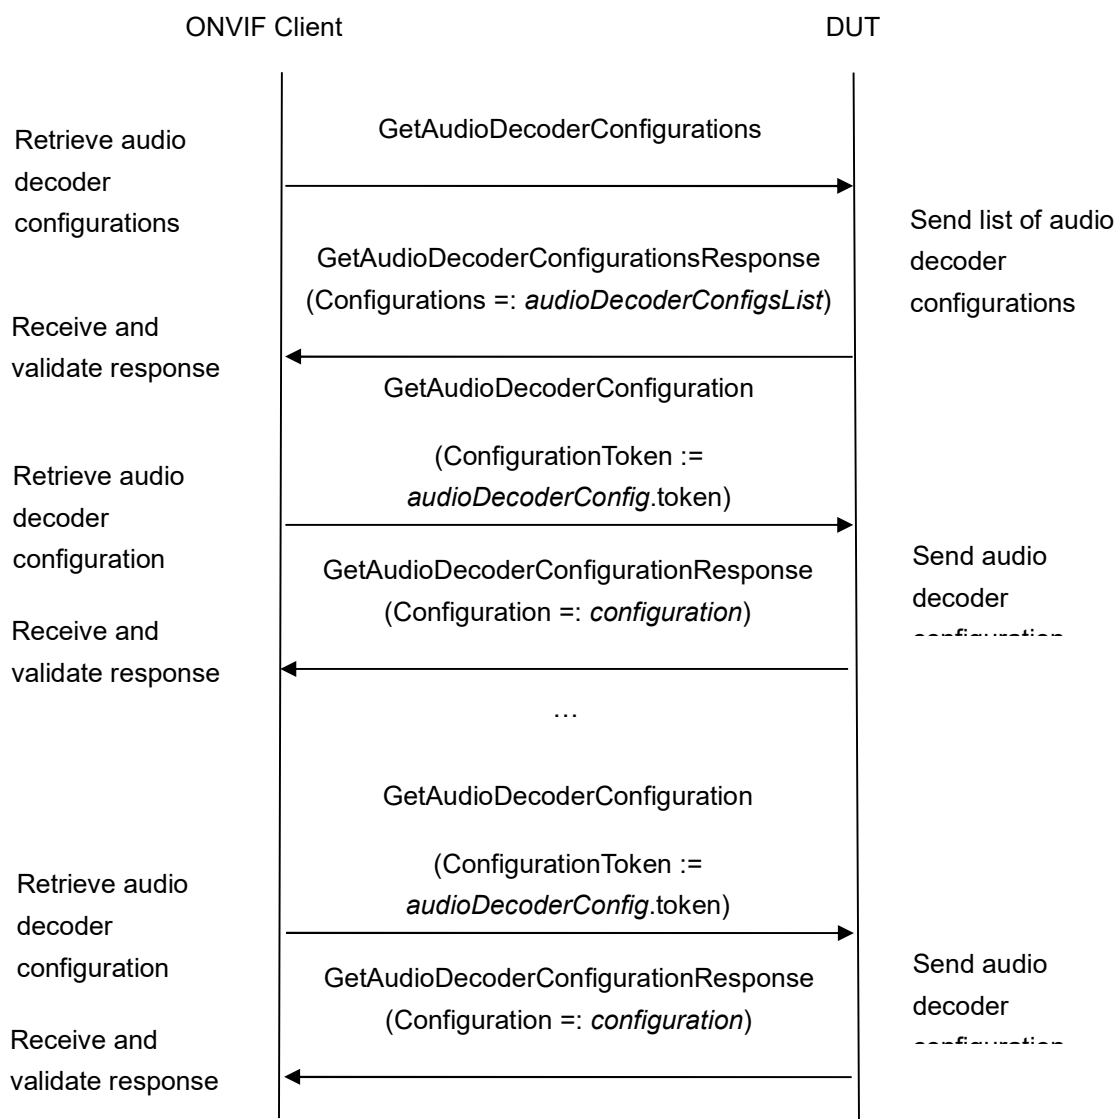 ONVIF Client
DUT
GetAudioDecoderConfigurations
Retrieve audio
decoder
configurations
Send list of audio
decoder
configurations
GetAudioDecoderConfigurationsResponse
(Configurations =: audioDecoderConfigsList)
Receive and
validate response
GetAudioDecoderConfiguration
(ConfigurationToken :=
audioDecoderConfig.token)
Retrieve audio
decoder
configuration
Send audio
decoder
GetAudioDecoderConfigurationResponse
(Configuration =: configuration)
Receive and
validate response
…
GetAudioDecoderConfiguration
(ConfigurationToken :=
audioDecoderConfig.token)
Retrieve audio
decoder
configuration
Send audio
decoder
GetAudioDecoderConfigurationResponse
(Configuration =: configuration)
Receive and
validate response